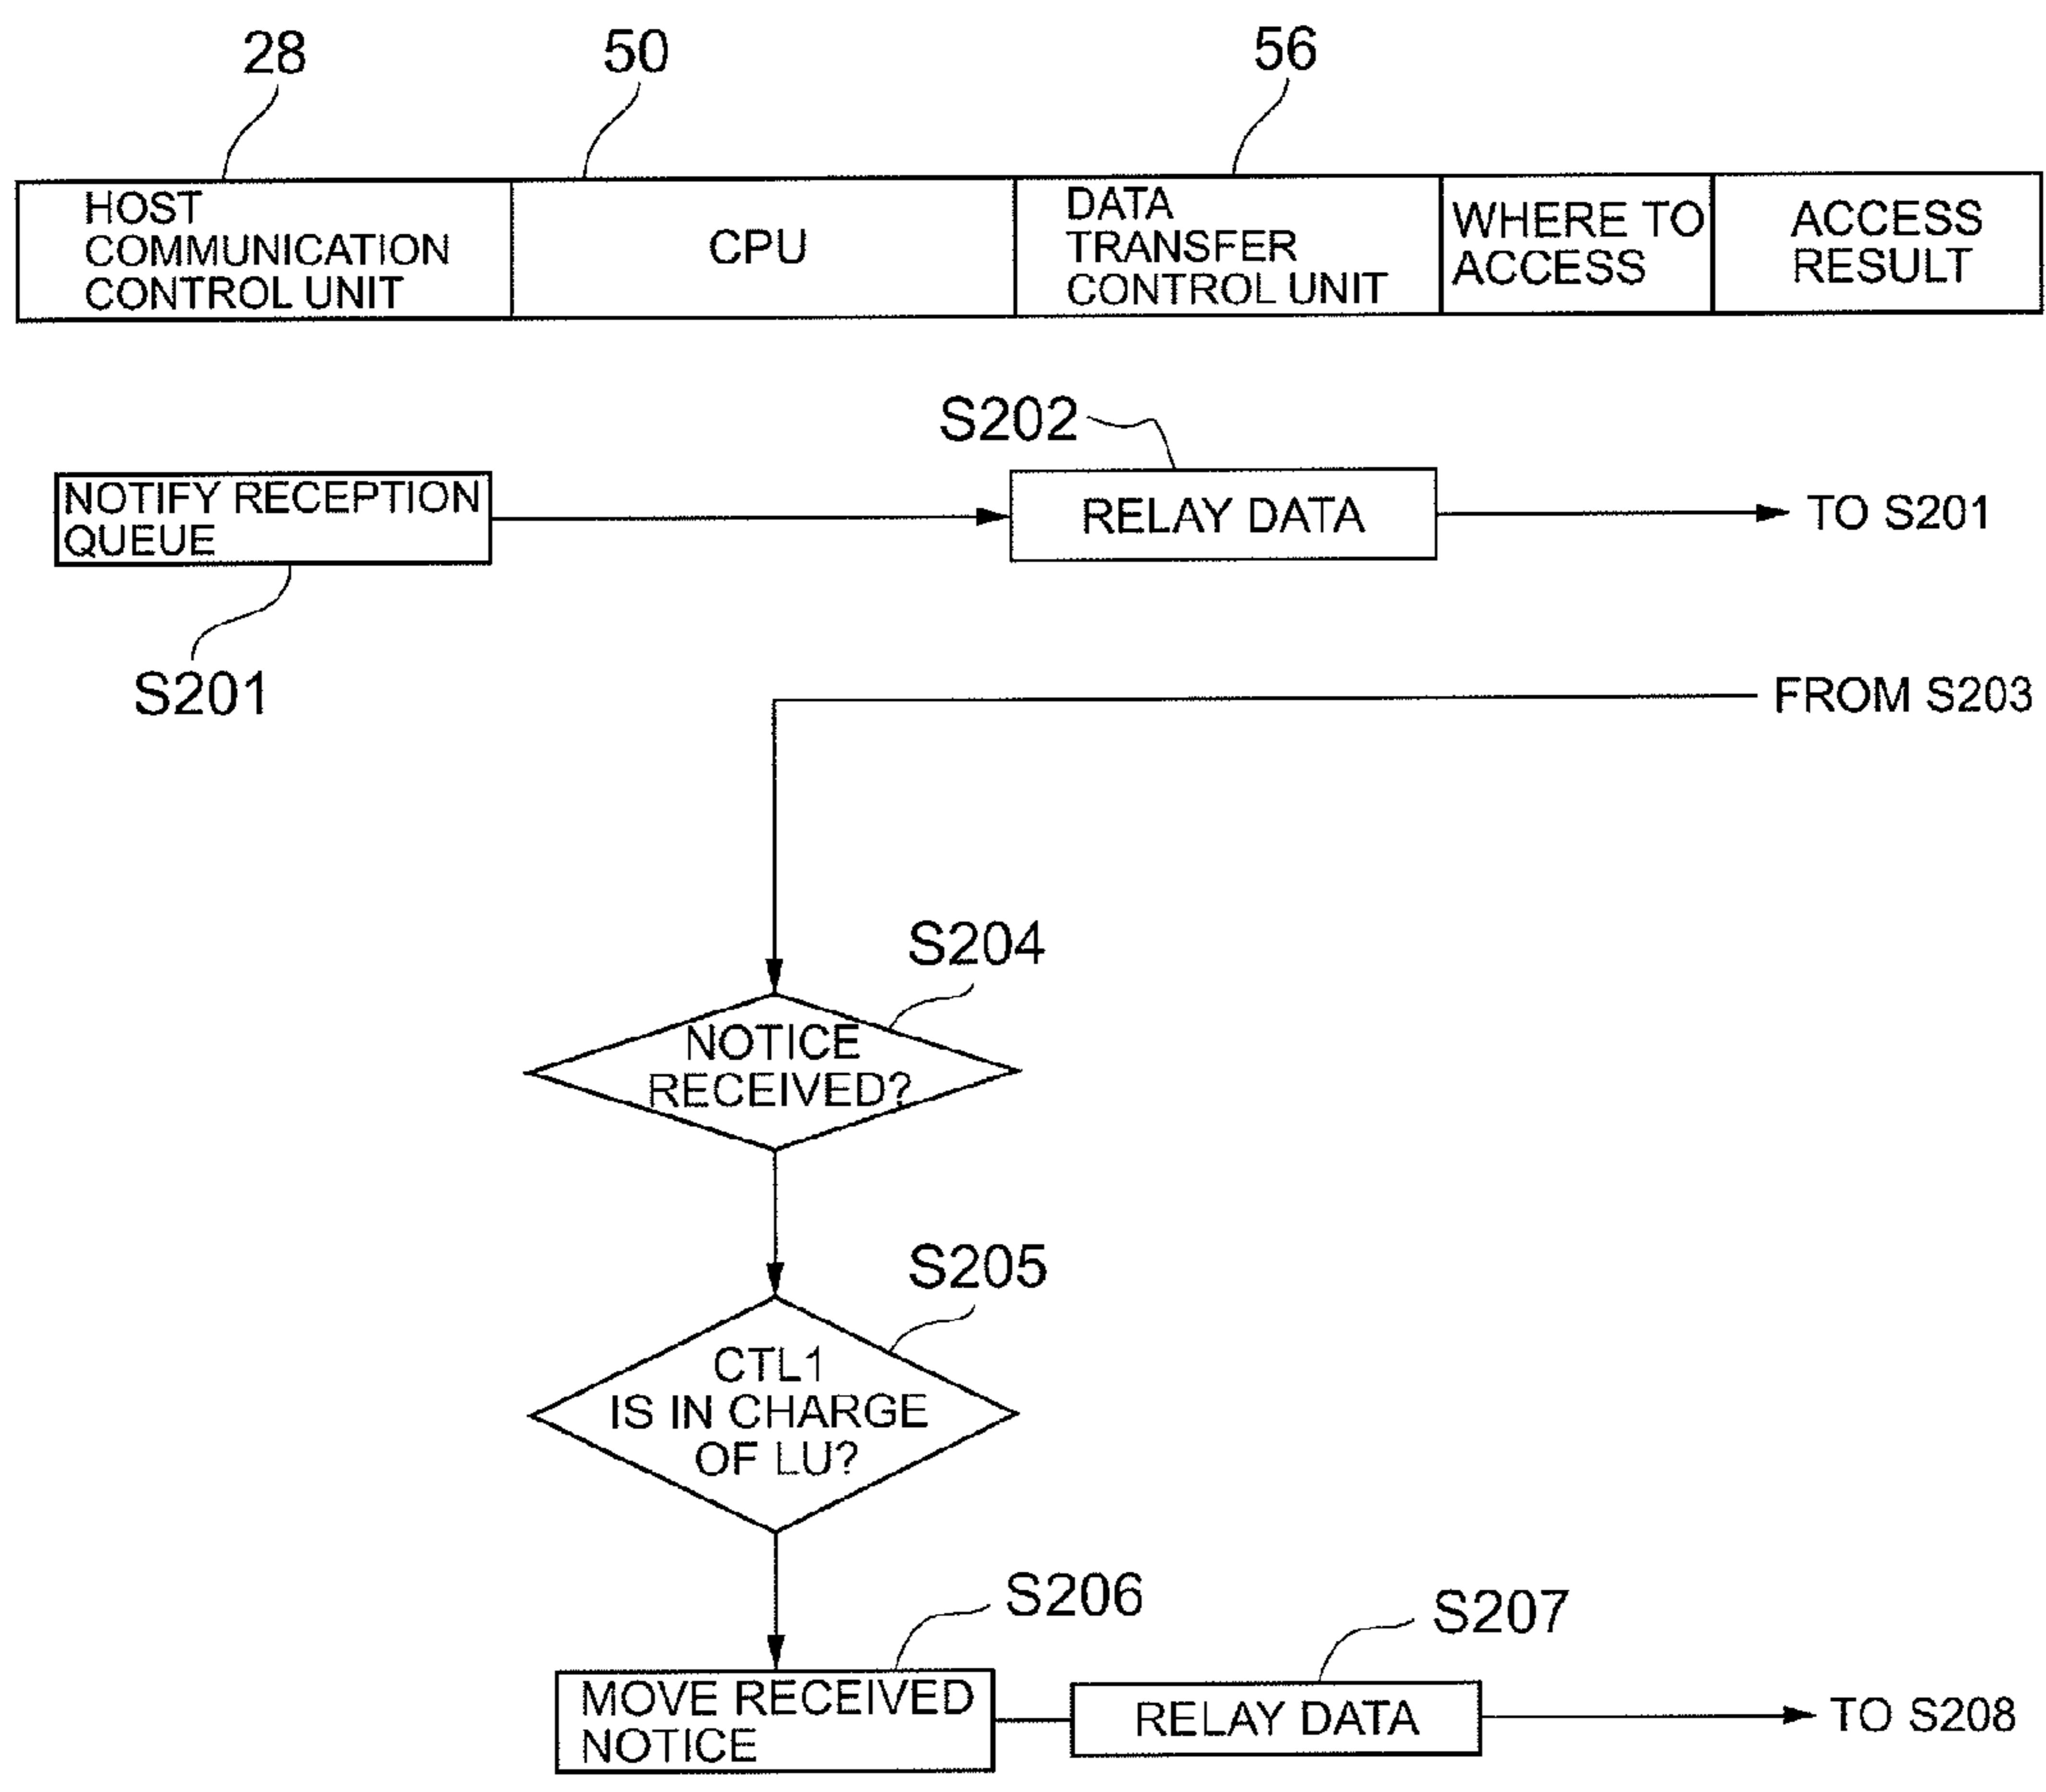 28
50
56
HOST
COMMUNICATION
CONTROL UNIT
CPU
DATA
TRANSFER
CONTROL UNIT
WHERE TO
ACCESS
ACCESS
RESULT
S202
NOTIFY RECEPTION
QUEUE
RELAY DATA
TO S201
S201
FROM S203
S204
NOTICE
RECEIVED?
S205
CTL1
IS IN CHARGE
OF LU?
S206
S207
MOVE RECEIVED
NOTICE
RELAY DATA
TO S208